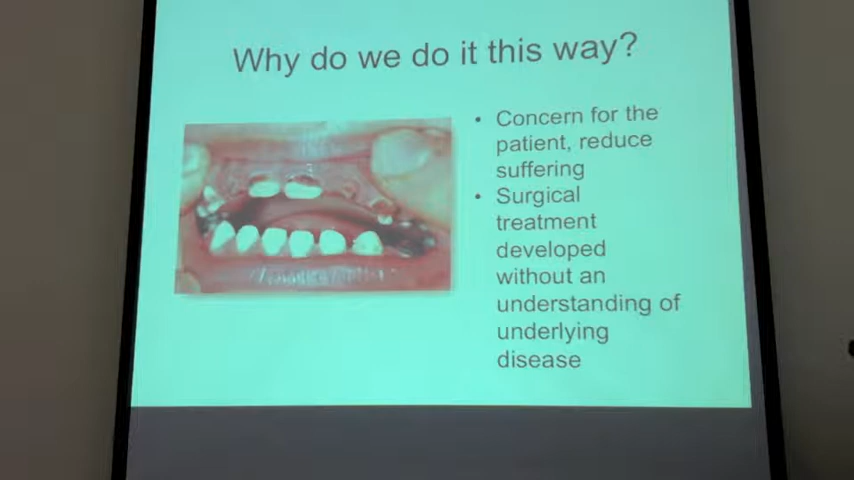 Why do we do it this way?
• Concern for the
patient, reduce
suffering
• Surgical
treatment
developed
without an
understanding of
underlying
disease